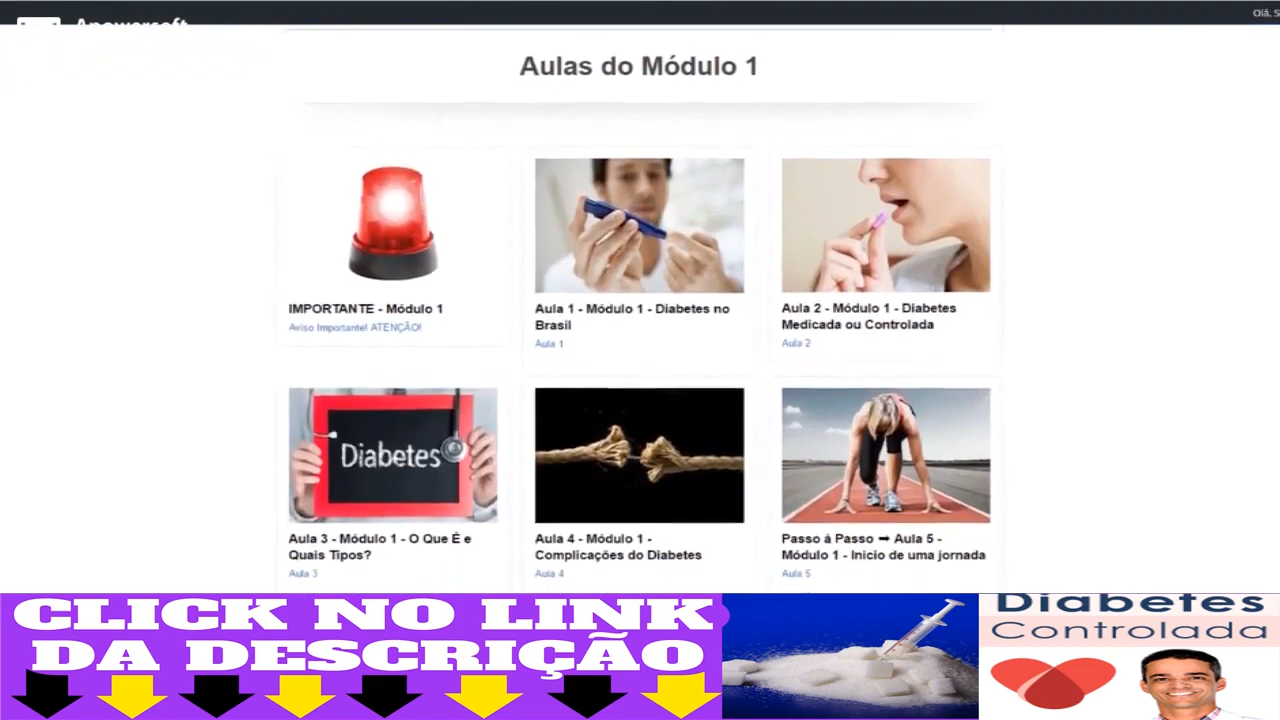 Apowersoft
Olá, S
Aulas do Módulo 1
IMPORTANTE - Módulo 1
Aviso Importante! ATENÇÃO!
Aula 1 - Módulo 1 - Diabetes no
Brasil
Aula 1
Aula 2 - Módulo 1 - Diabetes
Medicada ou Controlada
Aula 2
Diabetes
Aula 3 - Módulo 1 - O Que É e
Quais Tipos?
Aula 3
Aula 4 - Módulo 1 -
Complicações do Diabetes
Aula 4
Passo à Passo ➡ Aula 5 -
Módulo 1 - Inicio de uma jornada
Aula 5
CLICK NO LINK
DA DESCRIÇÃO
Diabetes
Controlada